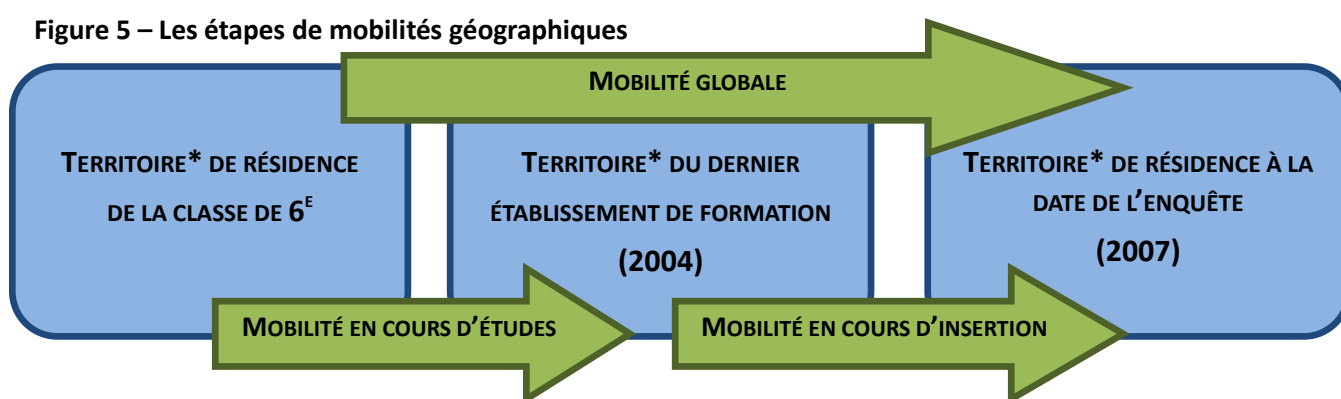 Figure 5 – Les étapes de mobilités géographiques
MOBILITÉ GLOBALE
TERRITOIRE* DE RÉSIDENCE
DE LA CLASSE DE 6E
TERRITOIRE* DU DERNIER
ÉTABLISSEMENT DE FORMATION
(2004)
TERRITOIRE* DE RÉSIDENCE À LA
DATE DE L'ENQUÊTE
(2007)
MOBILITÉ EN COURS D'ÉTUDES
MOBILITÉ EN COURS D'INSERTION